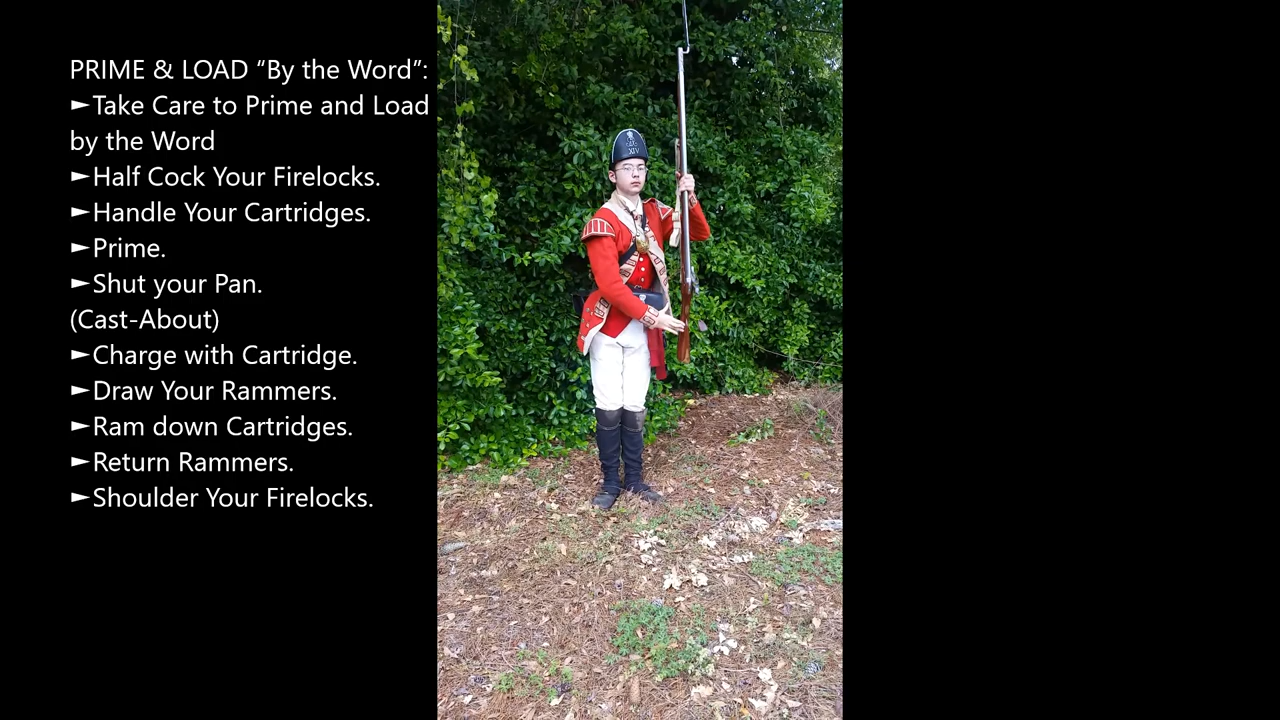 PRIME & LOAD “By the Word”:
►Take Care to Prime and Load
by the Word
►Half Cock Your Firelocks.
►Handle Your Cartridges.
►Prime.
►Shut your Pan.
(Cast-About)
►Charge with Cartridge.
►Draw Your Rammers.
►Ram down Cartridges.
►Return Rammers.
►Shoulder Your Firelocks.
XIV